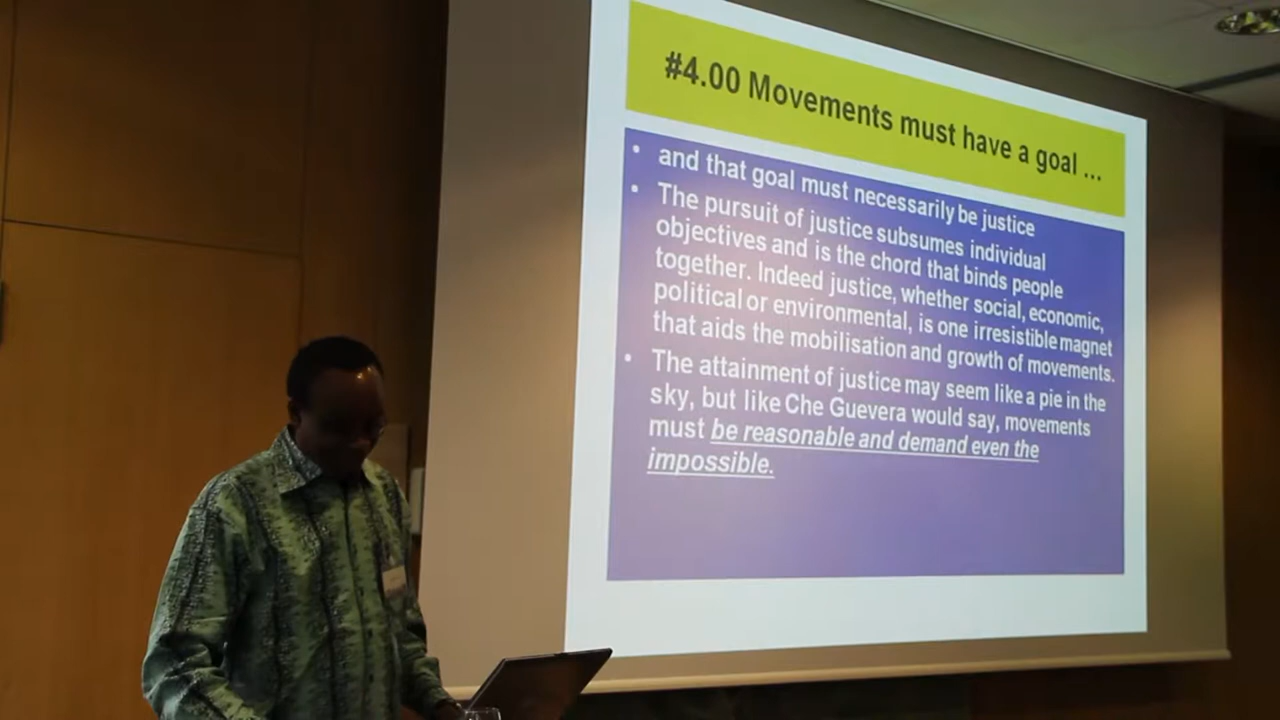 #4.00 Movements must have a goal ...
• and that goal must necessarily be justice
• The pursuit of justice subsumes individual
objectives and is the chord that binds people
together. Indeed justice, whether social, economic,
political or environmental, is one irresistible magnet
that aids the mobilisation and growth of movements.
• The attainment of justice may seem like a pie in the
sky, but like Che Guevera would say, movements
must be reasonable and demand even the
impossible.